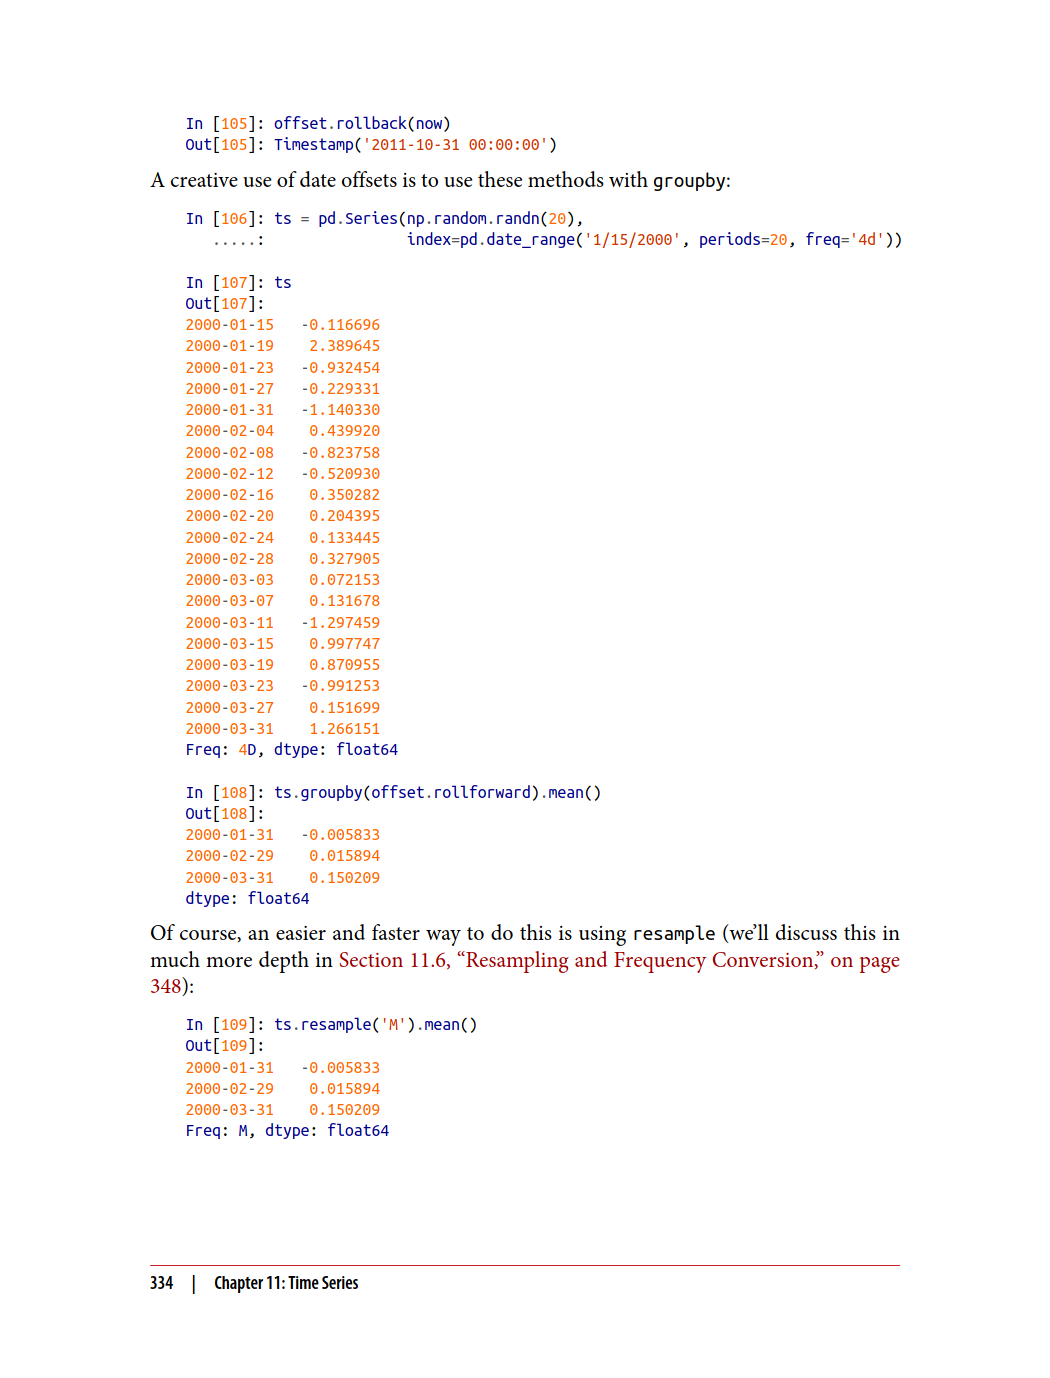 In [105]: offset.rollback(now)
Out[105]: Timestamp('2011-10-31 00:00:00')
A creative use of date offsets is to use these methods with groupby:
In [106]: ts = pd.Series(np.random.randn(20),
   .....:                index=pd.date_range('1/15/2000', periods=20, freq='4d'))
In [107]: ts
Out[107]:
2000-01-15   -0.116696
2000-01-19    2.389645
2000-01-23   -0.932454
2000-01-27   -0.229331
2000-01-31   -1.140330
2000-02-04    0.439920
2000-02-08   -0.823758
2000-02-12   -0.520930
2000-02-16    0.350282
2000-02-20    0.204395
2000-02-24    0.133445
2000-02-28    0.327905
2000-03-03    0.072153
2000-03-07    0.131678
2000-03-11   -1.297459
2000-03-15    0.997747
2000-03-19    0.870955
2000-03-23   -0.991253
2000-03-27    0.151699
2000-03-31    1.266151
Freq: 4D, dtype: float64
In [108]: ts.groupby(offset.rollforward).mean()
Out[108]:
2000-01-31   -0.005833
2000-02-29    0.015894
2000-03-31    0.150209
dtype: float64
Of course, an easier and faster way to do this is using resample (we’ll discuss this in
much more depth in Section 11.6, “Resampling and Frequency Conversion,” on page
348):
In [109]: ts.resample('M').mean()
Out[109]:
2000-01-31   -0.005833
2000-02-29    0.015894
2000-03-31    0.150209
Freq: M, dtype: float64
334 | Chapter 11: Time Series